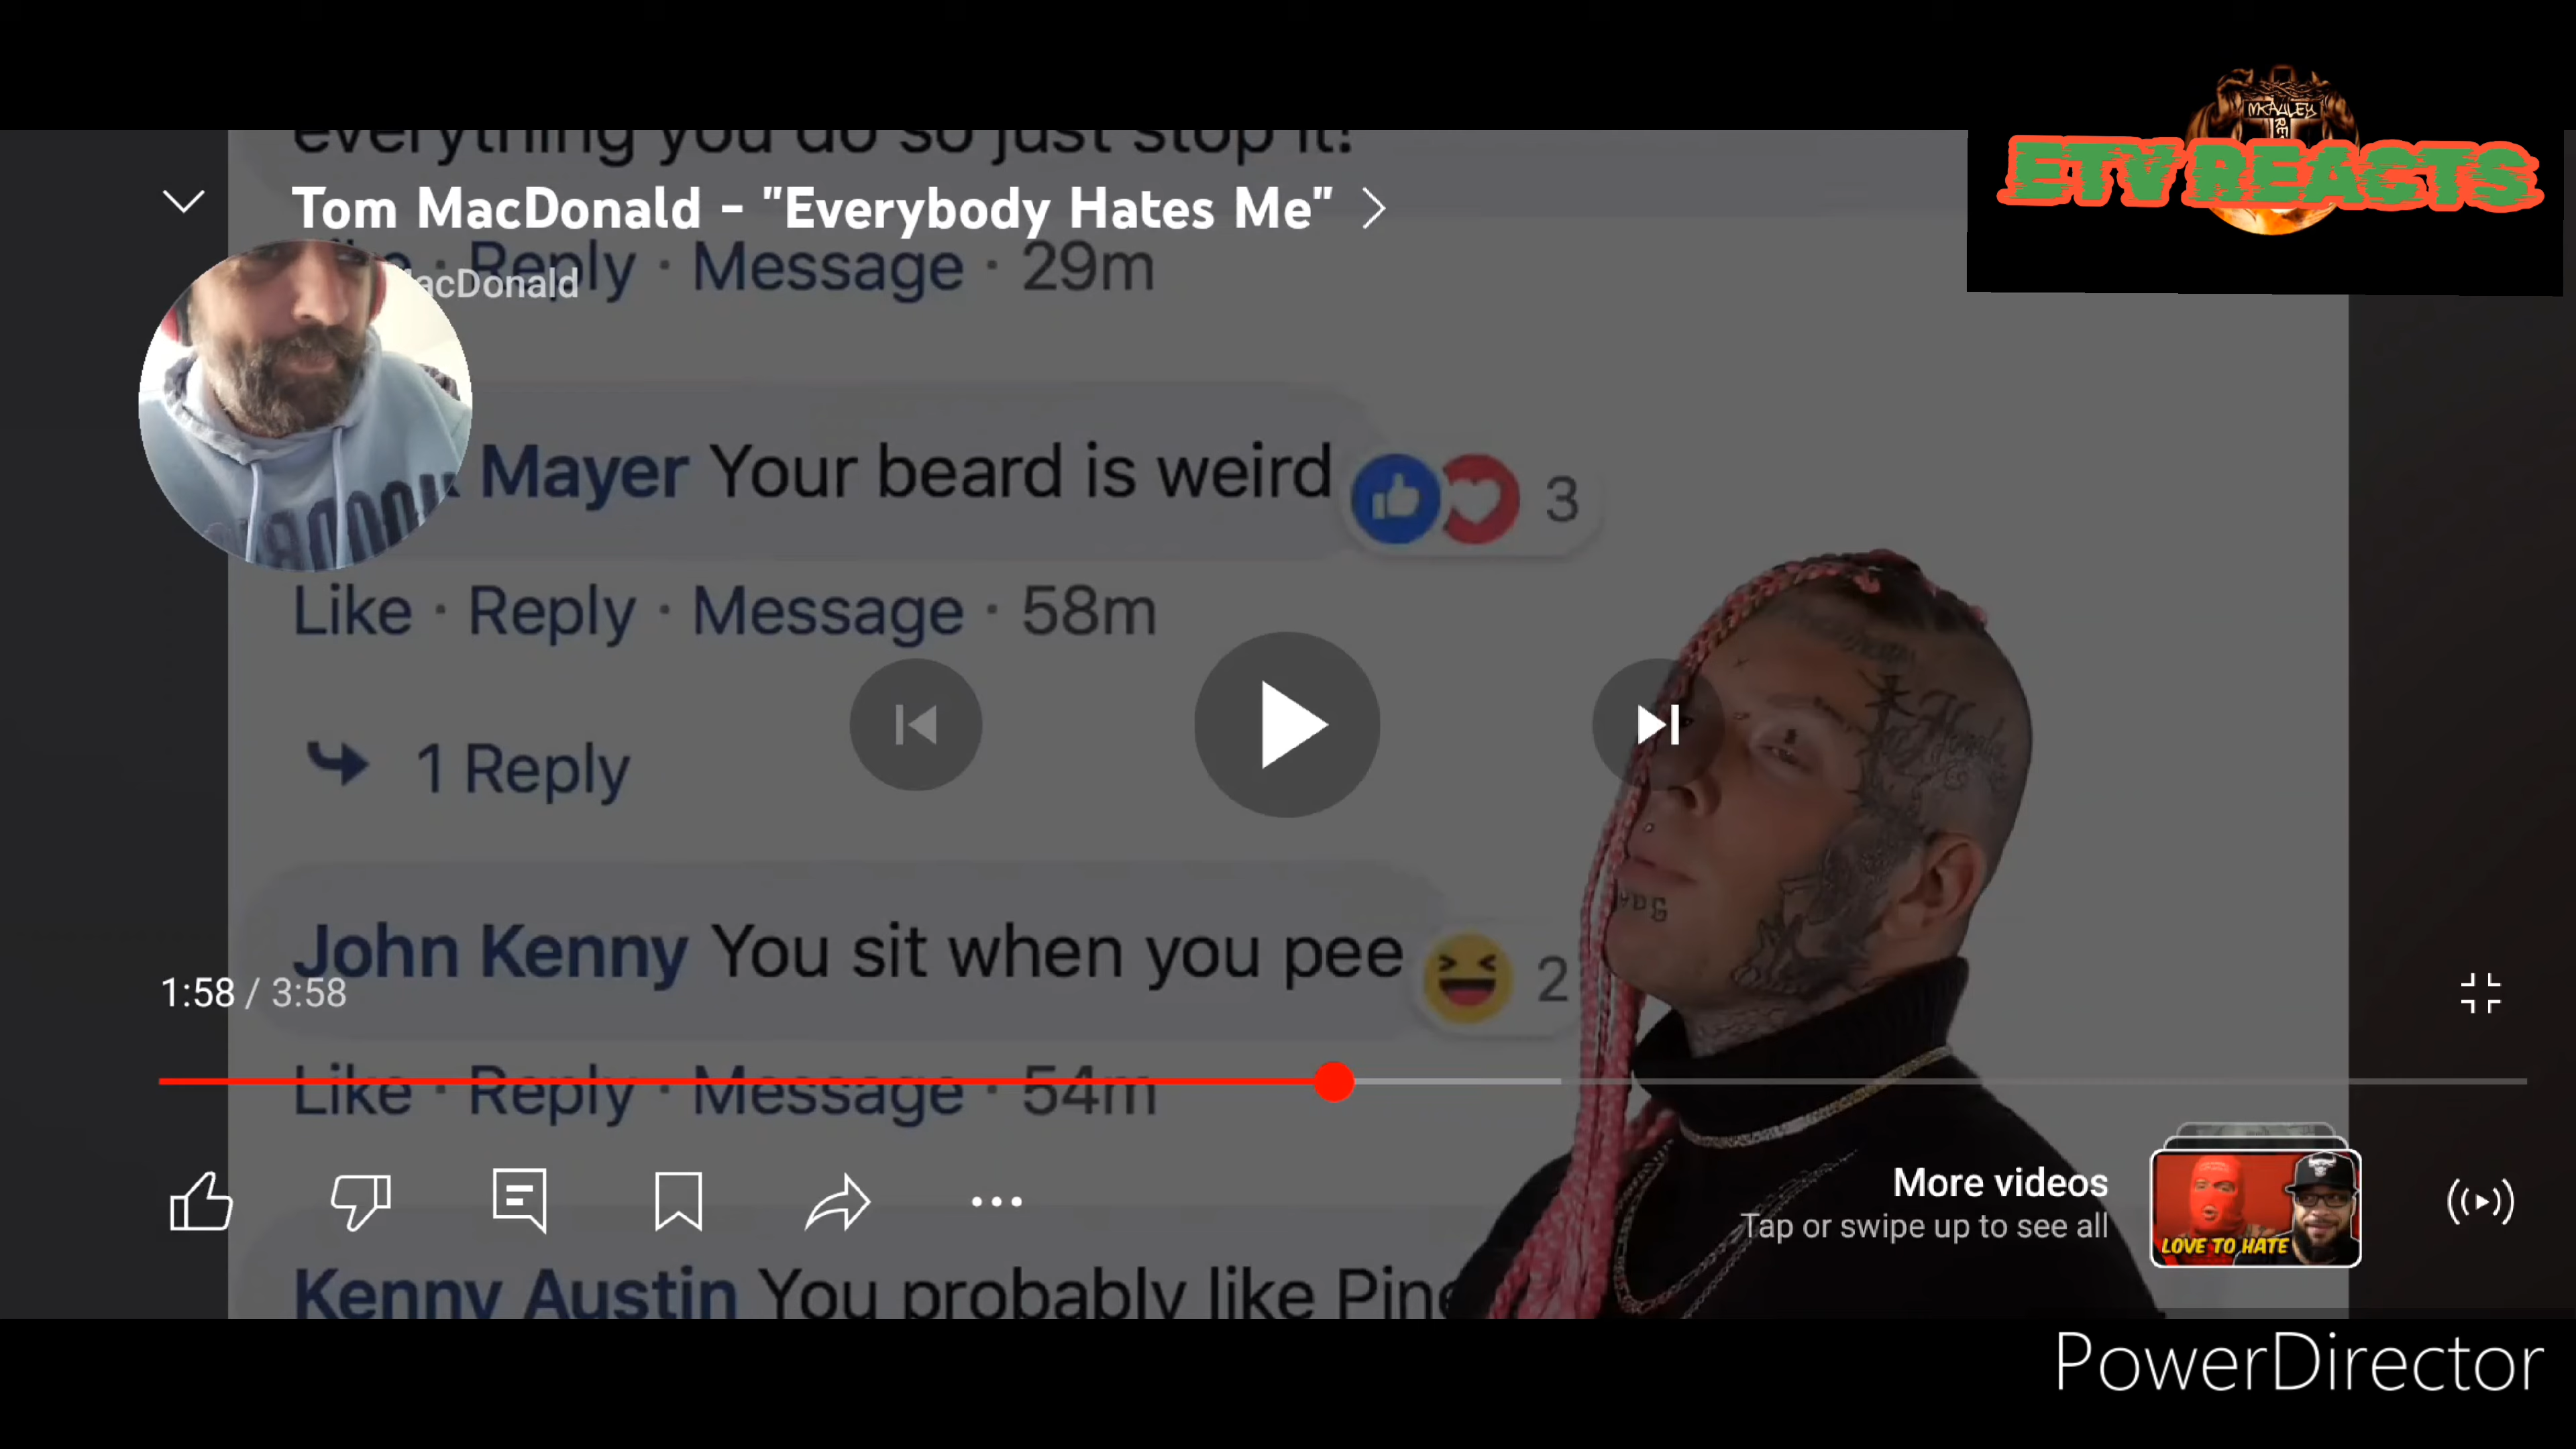 everything you do so just stop it!
Tom MacDonald - "Everybody Hates Me"
ETV REACTS
Reply · Message · 29m
acDonald
Mayer Your beard is weird
3
Like · Reply · Message · 58m
1 Reply
John Kenny You sit when you pee
2
1:58 / 3:58
Like · Reply · Message · 54m
More videos
Tap or swipe up to see all
LOVE TO HATE
Kenny Austin You probably like Pine
PowerDirector